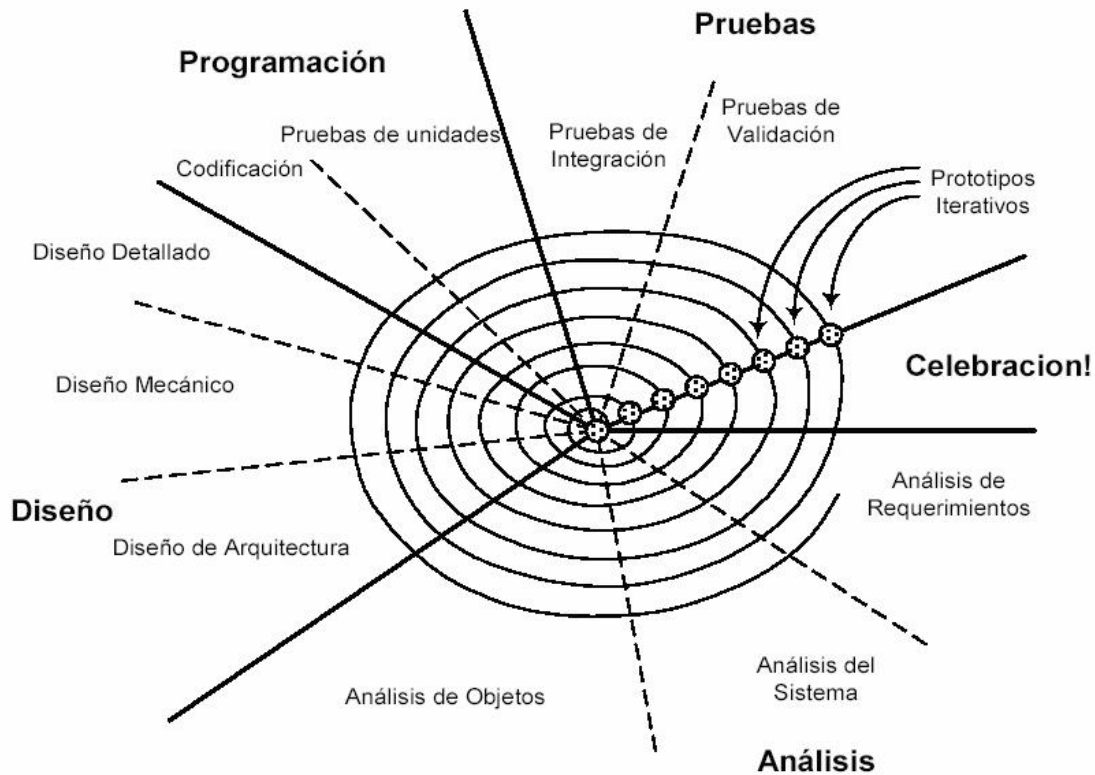 Pruebas
Programación
Pruebas de unidades
Pruebas de
Integración
Pruebas de
Validación
Codificación
Prototipos
Iterativos
Diseño Detallado
Celebracion!
Diseño Mecánico
Análisis de
Requerimientos
Diseño
Diseño de Arquitectura
Análisis del
Sistema
Análisis de Objetos
Análisis